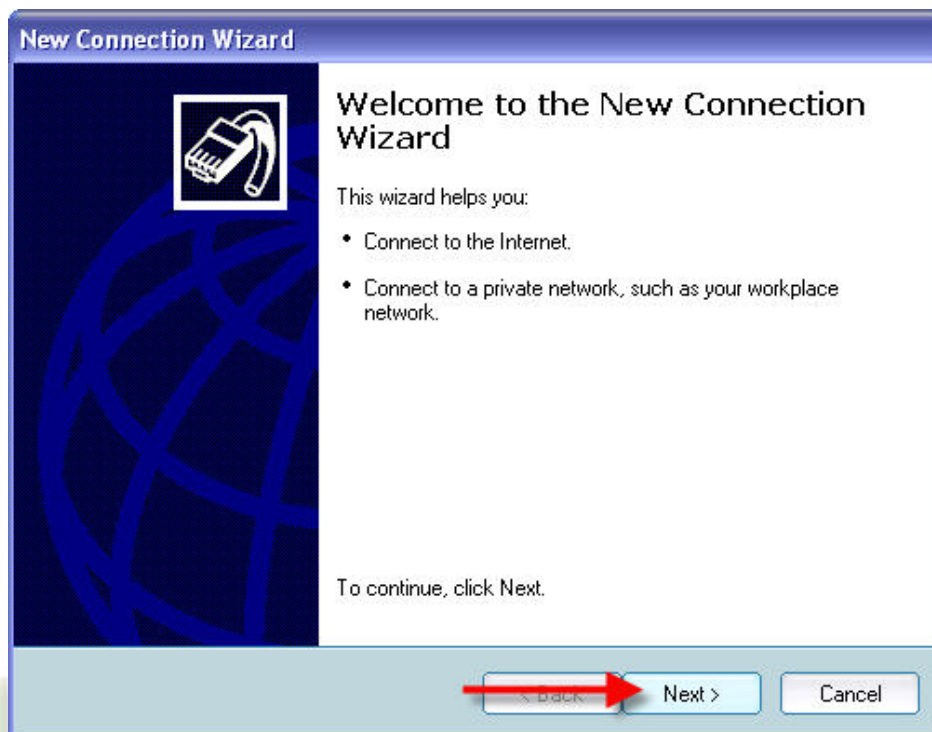 New Connection Wizard
Welcome to the New Connection
Wizard
This wizard helps you:
• Connect to the Internet.
• Connect to a private network, such as your workplace
network.
To continue, click Next.
< Back Next > Cancel